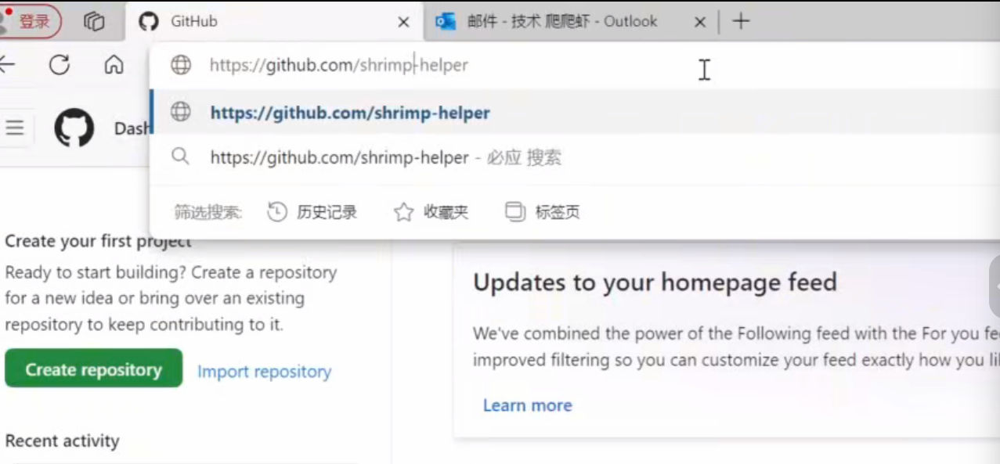 登录
GitHub
邮件 - 技术 爬爬虾 - Outlook
https://github.com/shrimp-helper
Dash
https://github.com/shrimp-helper
https://github.com/shrimp-helper - 必应 搜索
筛选搜索:
历史记录
收藏夹
标签页
Create your first project
Ready to start building? Create a repository
for a new idea or bring over an existing
repository to keep contributing to it.
Create repository
Import repository
Recent activity
Updates to your homepage feed
We've combined the power of the Following feed with the For you fe
improved filtering so you can customize your feed exactly how you li
Learn more